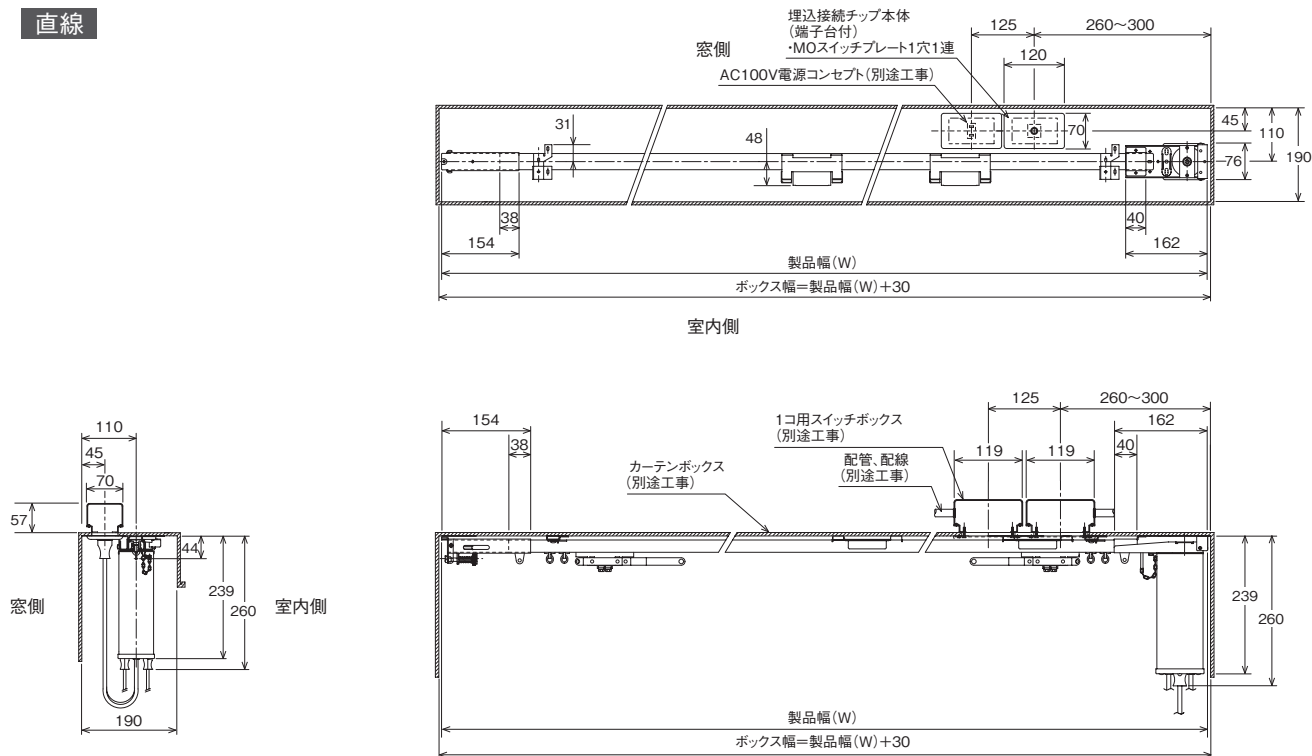 直線
埋込接続チップ本体
(端子台付)
・MOスイッチプレート1穴1連
125
260~300
窓側
120
AC100V電源コンセプト(別途工事)
31
48
70
45
110
76
190
38
154
40
162
製品幅(W)
ボックス幅=製品幅(W)+30
室内側
110
45
70
57
44
239
260
窓側
室内側
190
154
38
1コ用スイッチボックス
(別途工事)
125
260~300
162
40
119
119
配管、配線
(別途工事)
カーテンボックス
(別途工事)
239
260
製品幅(W)
ボックス幅=製品幅(W)+30